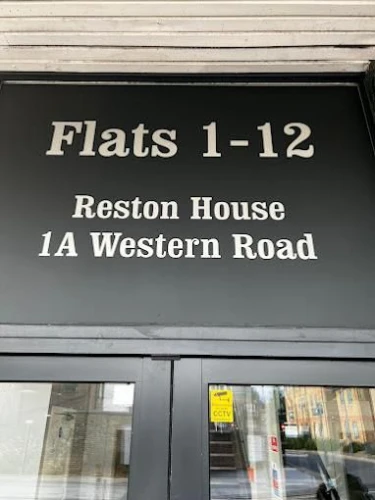 Flats 1-12
Reston House
1A Western Road
CCTV